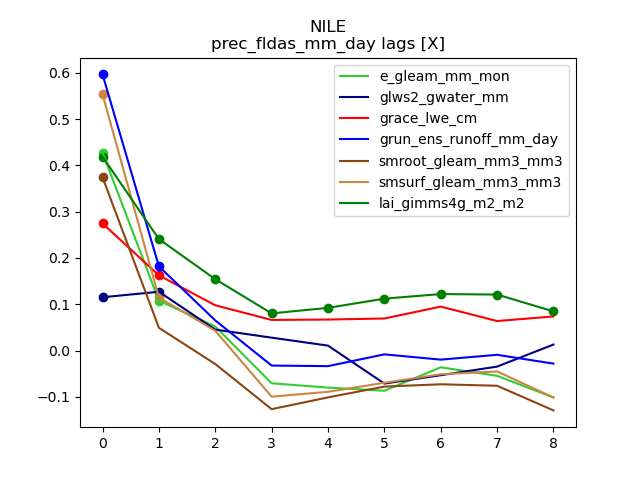 NILE
prec_fldas_mm_day lags [X]
0.6
0.5
0.4
0.3
0.2
0.1
0.0
−0.1
0 1 2 3 4 5 6 7 8
e_gleam_mm_mon
glws2_gwater_mm
grace_lwe_cm
grun_ens_runoff_mm_day
smroot_gleam_mm3_mm3
smsurf_gleam_mm3_mm3
lai_gimms4g_m2_m2